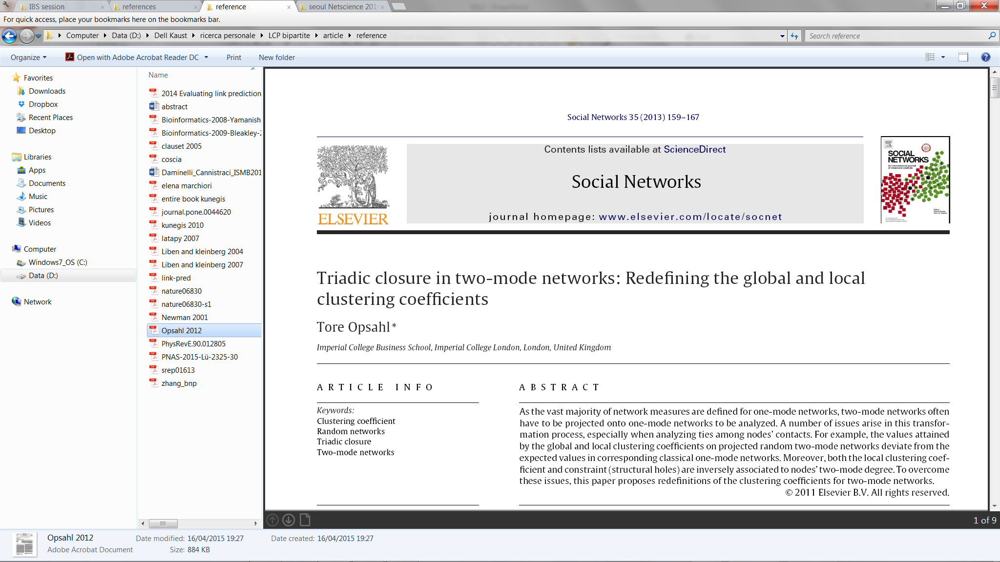 IBS session
references
reference
seoul Netscience 201
For quick access, place your bookmarks here on the bookmarks bar.
Computer
Data (D:)
Dell Kaust
ricerca personale
LCP bipartite
article
reference
Search reference
Organize
Open with Adobe Acrobat Reader DC
Print
New folder
Favorites
Downloads
Dropbox
Recent Places
Desktop
Libraries
Apps
Documents
Music
Pictures
Videos
Computer
Windows7_OS (C:)
Data (D:)
Network
Name
2014 Evaluating link prediction
abstract
Bioinformatics-2008-Yamanish
Bioinformatics-2009-Bleakley-2
clauset 2005
coscia
Daminelli_Cannistraci_ISMB201
elena marchiori
entire book kunegis
journal.pone.0044620
kunegis 2010
latapy 2007
Liben and kleinberg 2004
Liben and kleinberg 2007
link-pred
nature06830
nature06830-s1
Newman 2001
Opsahl 2012
PhysRevE.90.012805
PNAS-2015-Lü-2325-30
srep01613
zhang_bnp
Social Networks 35 (2013) 159–167
Contents lists available at ScienceDirect
Social Networks
journal homepage: www.elsevier.com/locate/socnet
ELSEVIER
SOCIAL
NETWORKS
An international journal
of structural analysis
Triadic closure in two-mode networks: Redefining the global and local
clustering coefficients
Tore Opsahl*
Imperial College Business School, Imperial College London, London, United Kingdom
ARTICLE INFO
Keywords:
Clustering coefficient
Random networks
Triadic closure
Two-mode networks
ABSTRACT
As the vast majority of network measures are defined for one-mode networks, two-mode networks often
have to be projected onto one-mode networks to be analyzed. A number of issues arise in this transfor-
mation process, especially when analyzing ties among nodes' contacts. For example, the values attained
by the global and local clustering coefficients on projected random two-mode networks deviate from the
expected values in corresponding classical one-mode networks. Moreover, both the local clustering coef-
ficient and constraint (structural holes) are inversely associated to nodes' two-mode degree. To overcome
these issues, this paper proposes redefinitions of the clustering coefficients for two-mode networks.
© 2011 Elsevier B.V. All rights reserved.
1 of 9
Opsahl 2012
Adobe Acrobat Document
Date modified: 16/04/2015 19:27
Size: 884 KB
Date created: 16/04/2015 19:27